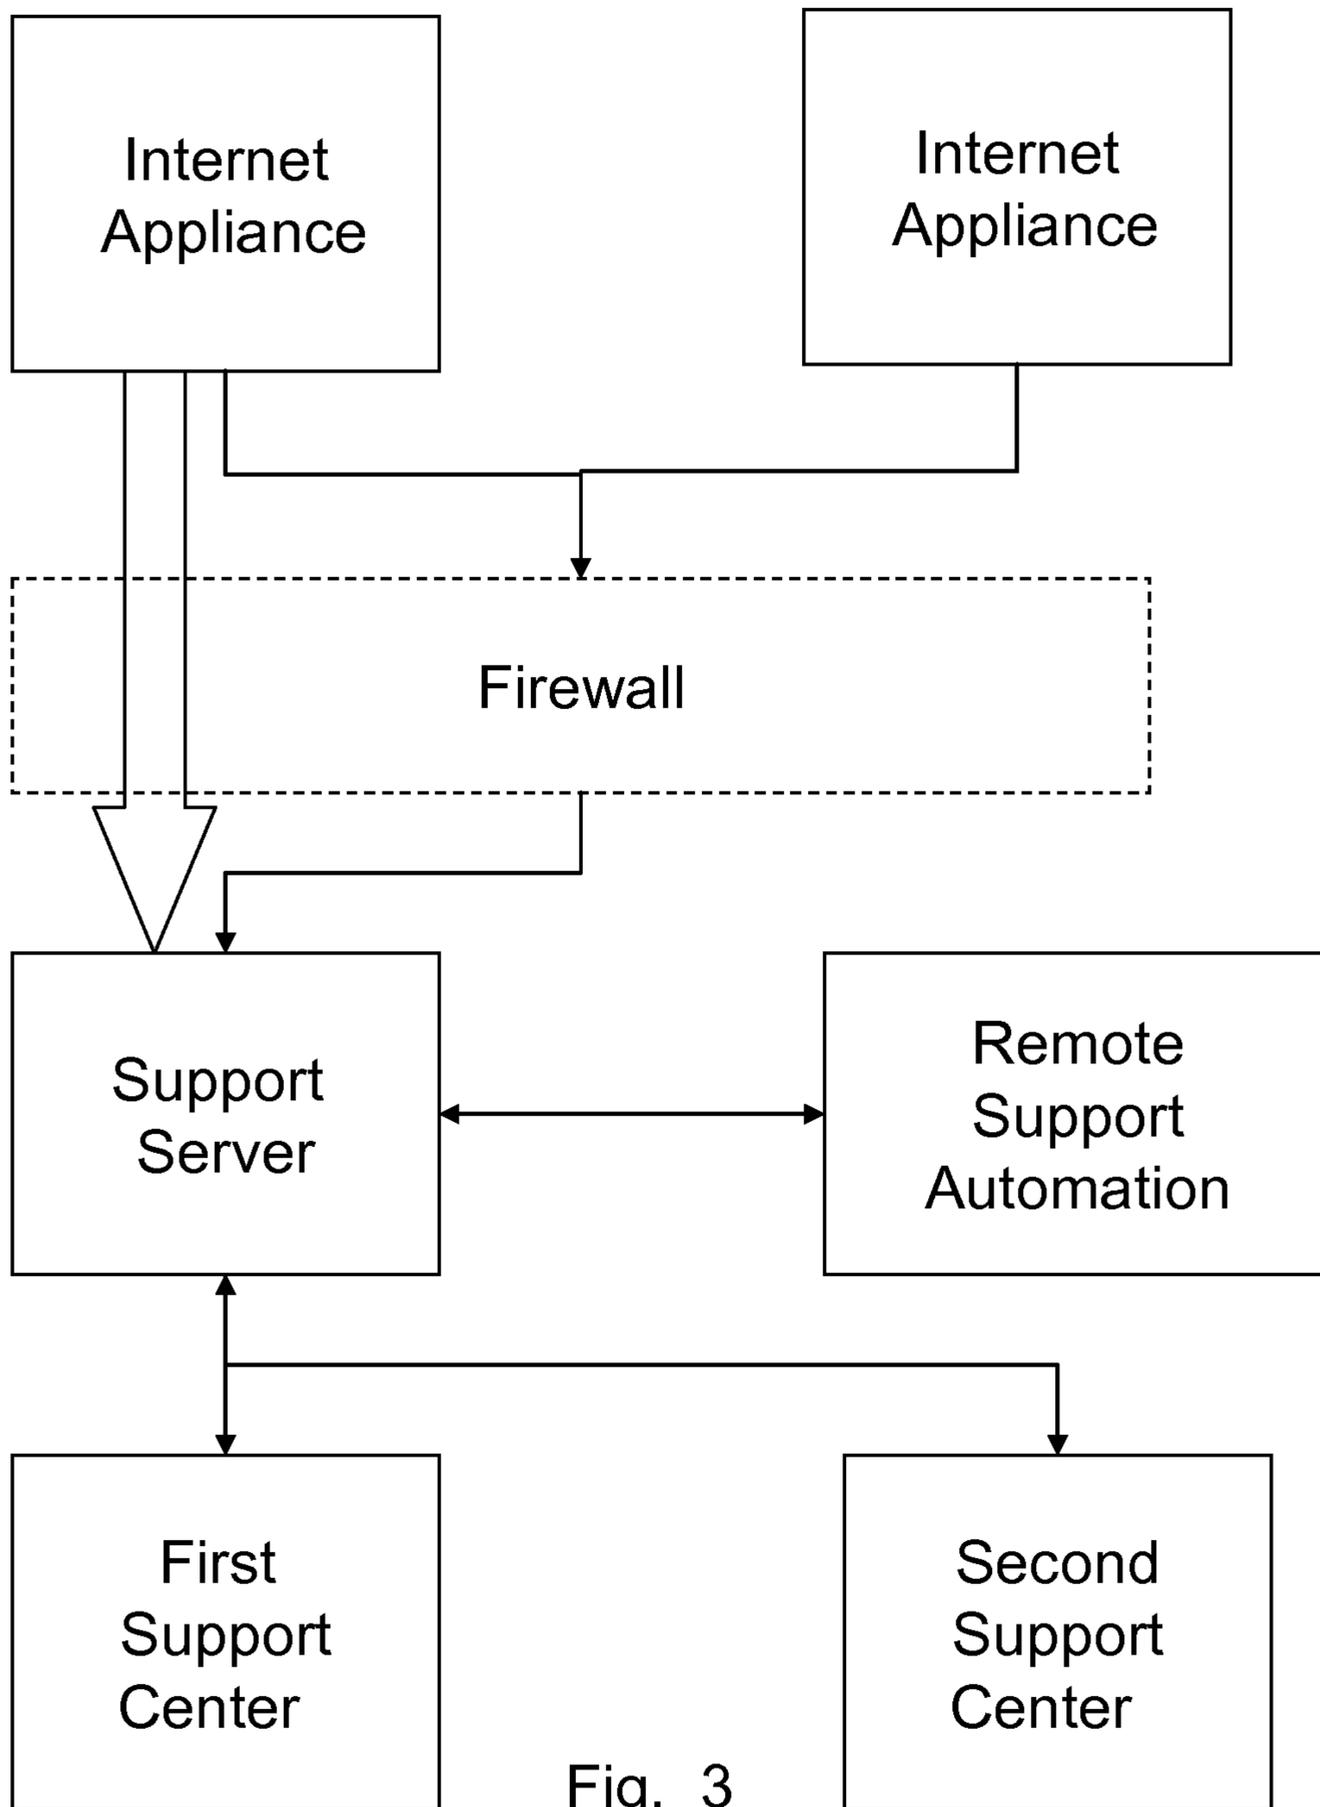 Internet
Appliance
Internet
Appliance
Firewall
Support
Server
Remote
Support
Automation
First
Support
Center
Second
Support
Center
Fig. 3